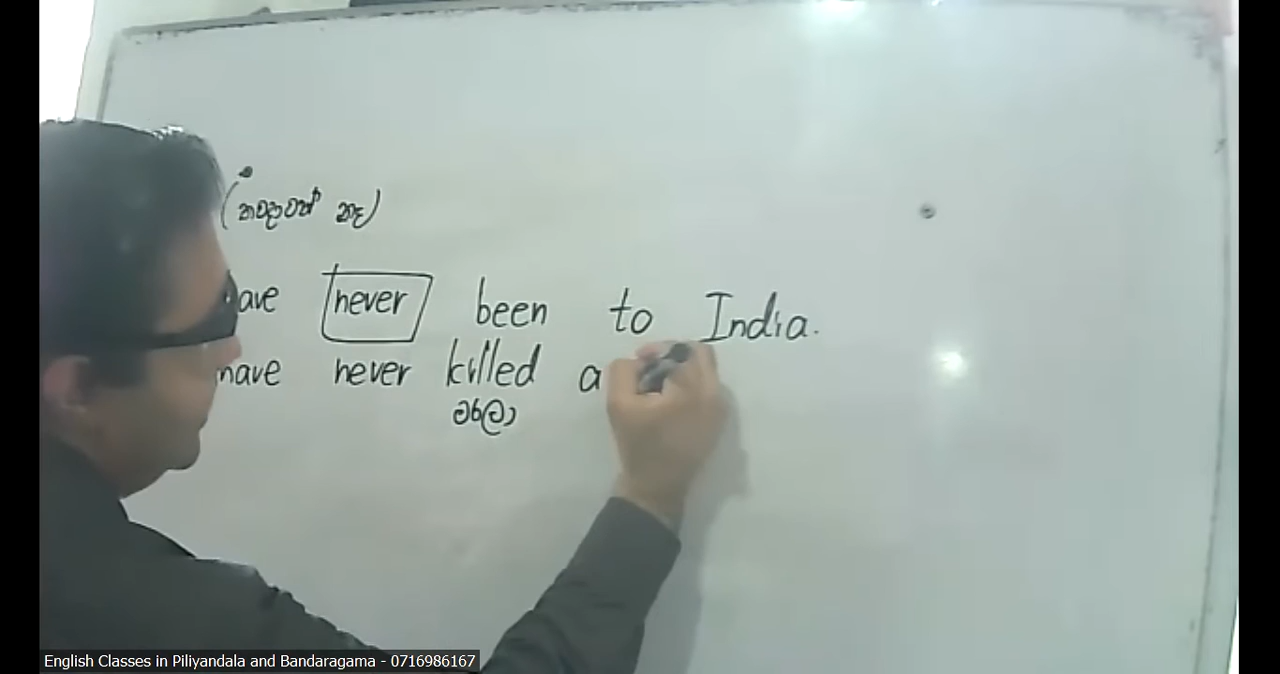 (කවදාවත් නෑ)
ave never been to India.
have never killed a
මරලා
English Classes in Piliyandala and Bandaragama - 0716986167